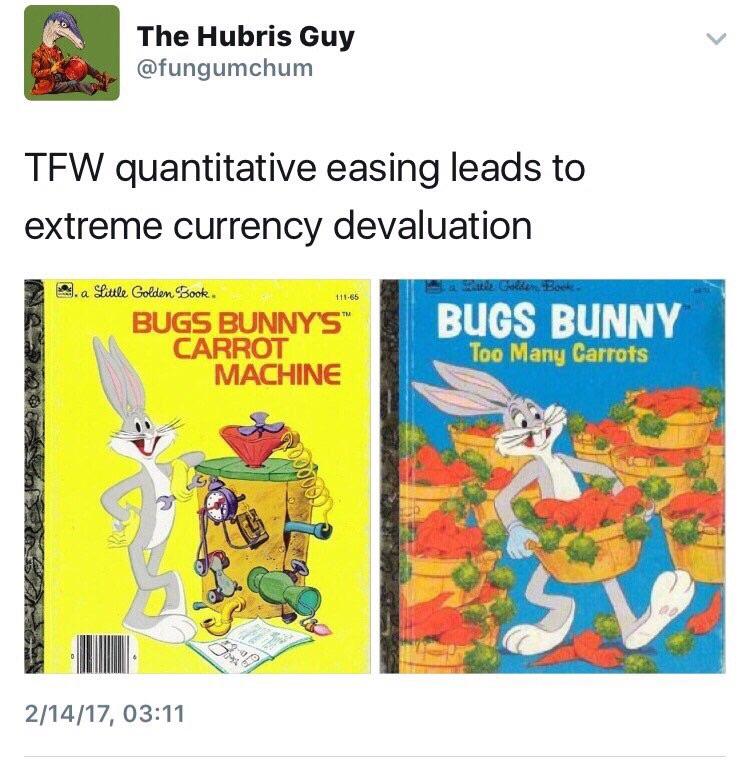 The Hubris Guy
@fungumchum
TFW quantitative easing leads to
extreme currency devaluation
a Little Golden Book®
111-65
BUGS BUNNY'S™
CARROT
MACHINE
a Little Golden Book®
BUGS BUNNY™
Too Many Carrots
2/14/17, 03:11